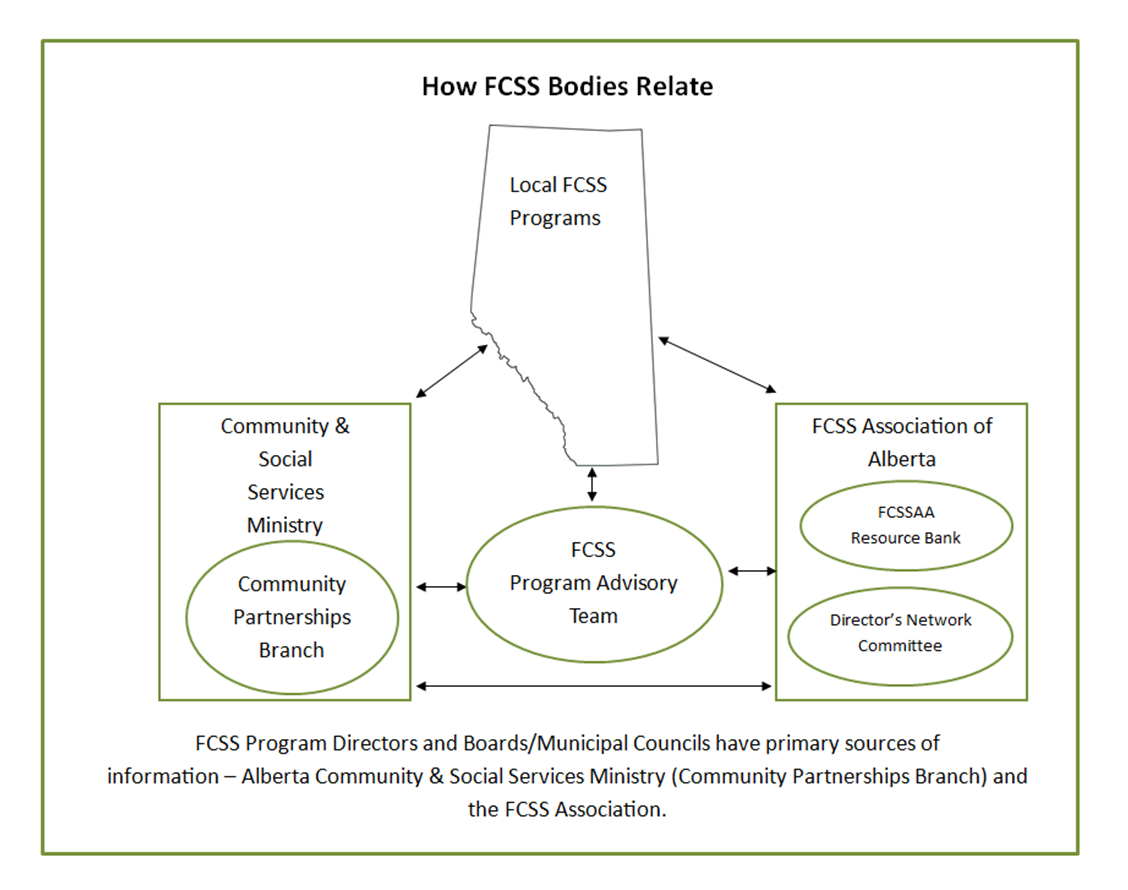 How FCSS Bodies Relate
Local FCSS
Programs
Community &
Social
Services
Ministry
Community
Partnerships
Branch
FCSS
Program Advisory
Team
FCSS Association of
Alberta
FCSSAA
Resource Bank
Director’s Network
Committee
FCSS Program Directors and Boards/Municipal Councils have primary sources of
information – Alberta Community & Social Services Ministry (Community Partnerships Branch) and
the FCSS Association.